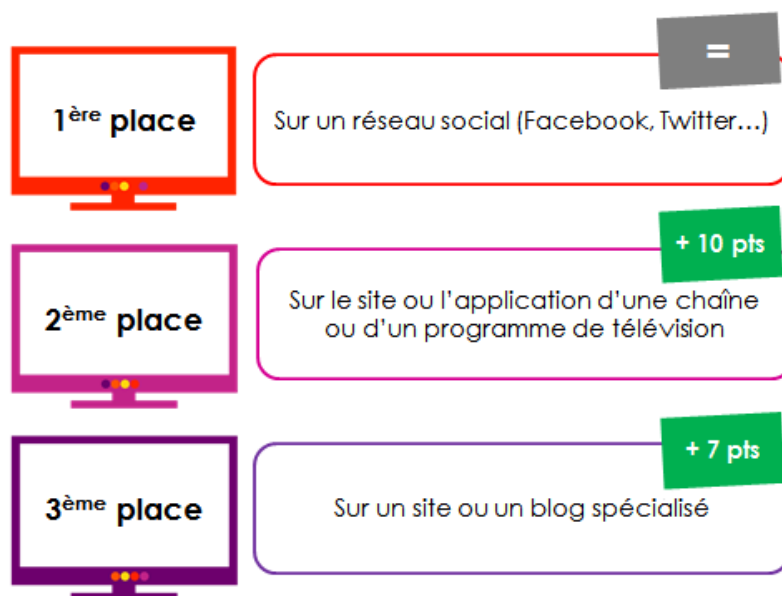 =
1ère place
Sur un réseau social (Facebook, Twitter…)
+ 10 pts
2ème place
Sur le site ou l'application d'une chaîne
ou d'un programme de télévision
+ 7 pts
3ème place
Sur un site ou un blog spécialisé